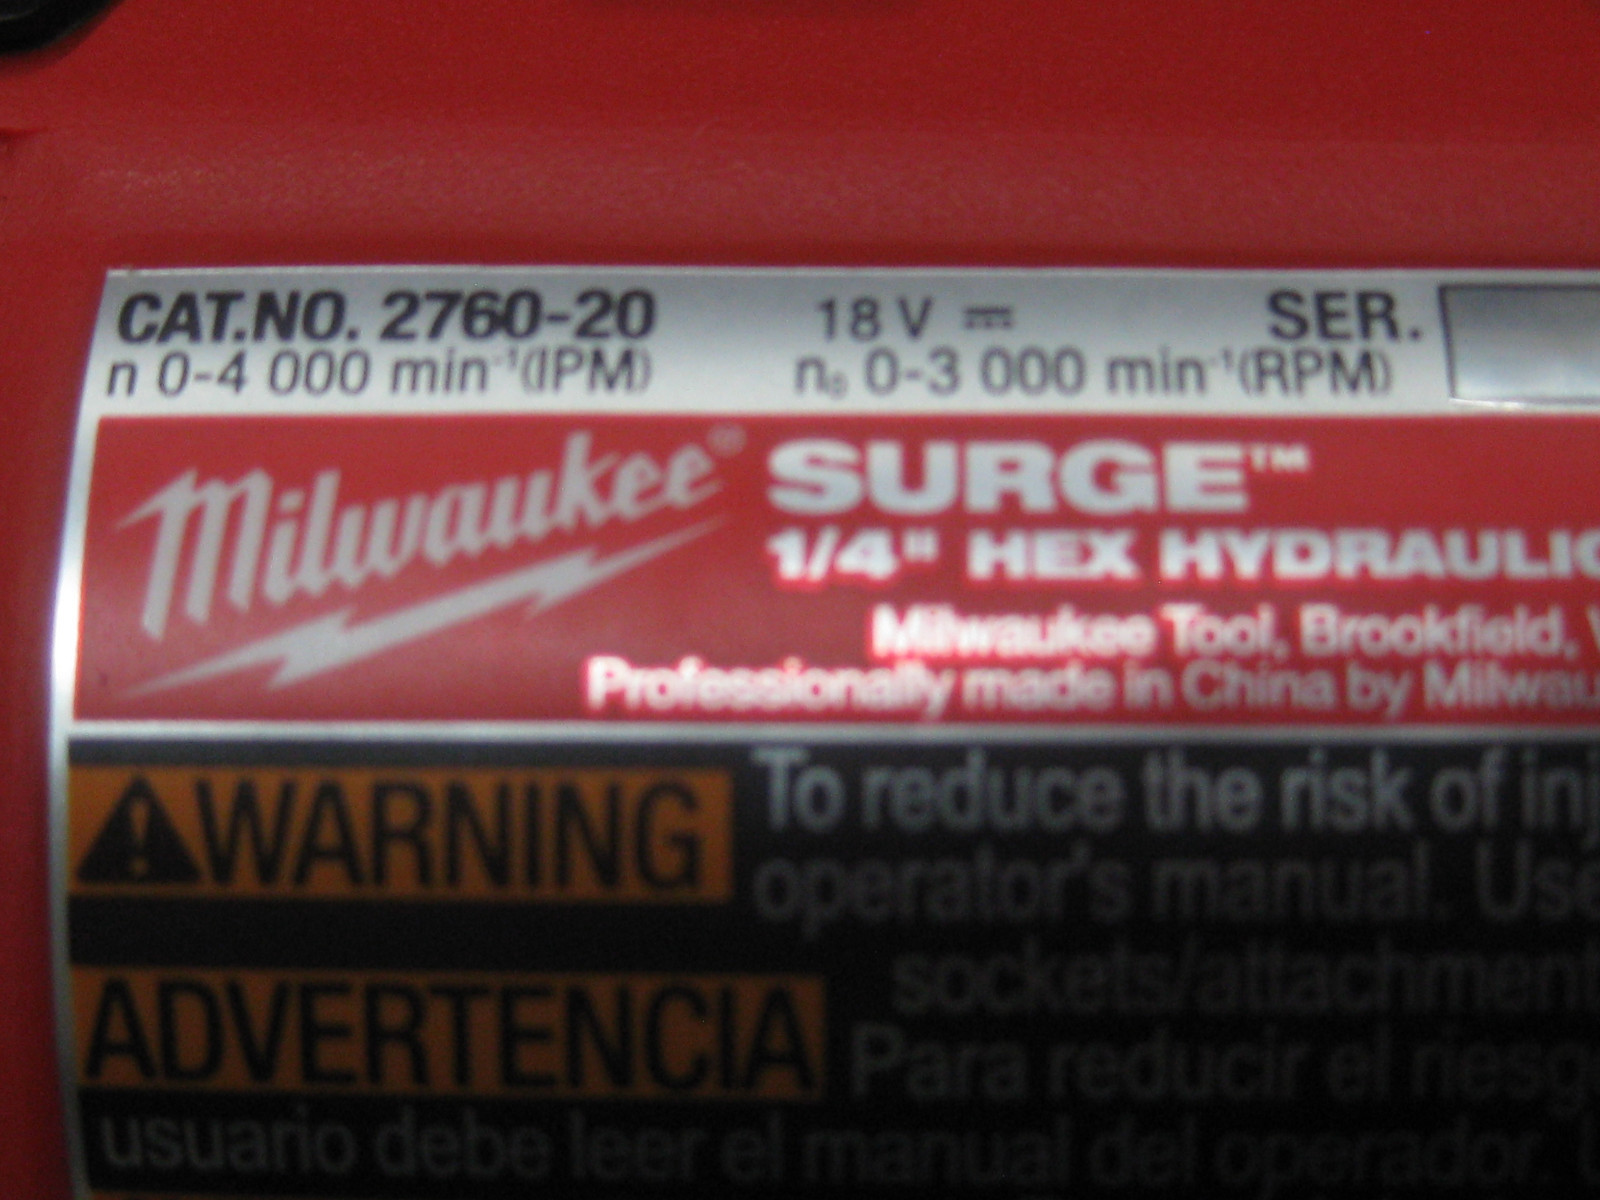 CAT.NO. 2760-20 18 V ⎓ SER.
n 0-4 000 min⁻¹(IPM) n₀ 0-3 000 min⁻¹(RPM)
Milwaukee® SURGE™
1/4" HEX HYDRAULIC
Milwaukee Tool, Brookfield,
Professionally made in China by Milwau
WARNING To reduce the risk of inj
operator's manual. Use
sockets/attachment
ADVERTENCIA Para reducir el riesg
usuario debe leer el manual del operador.